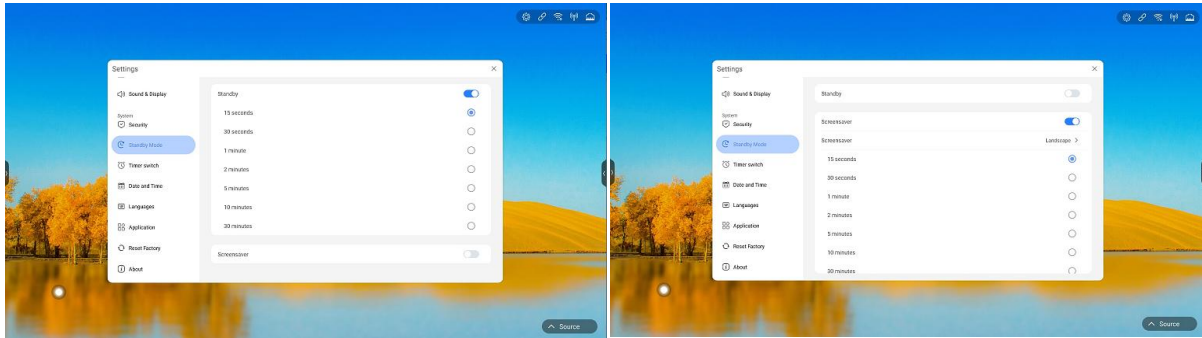 Settings
Sound & Display
System
Security
Standby Mode
Timer switch
Date and Time
Languages
Application
Reset Factory
About
Standby
15 seconds
30 seconds
1 minute
2 minutes
5 minutes
10 minutes
30 minutes
Screensaver
Source
Settings
Sound & Display
System
Security
Standby Mode
Timer switch
Date and Time
Languages
Application
Reset Factory
About
Standby
Screensaver
Screensaver Landscape
15 seconds
30 seconds
1 minute
2 minutes
5 minutes
10 minutes
30 minutes
Source